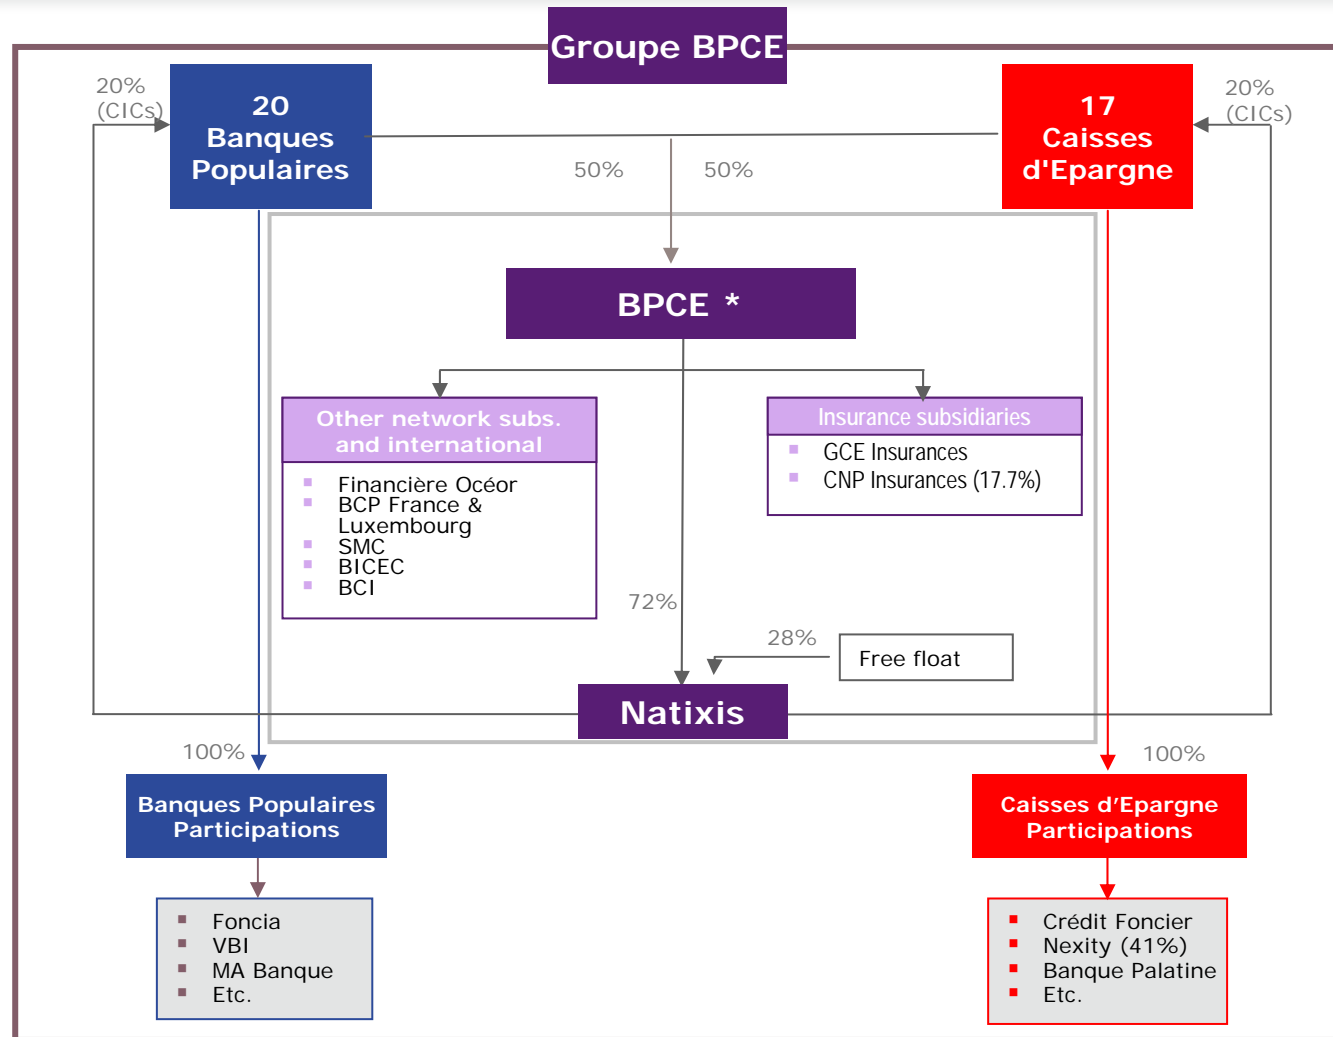 Groupe BPCE
20%
(CICs)
20
Banques
Populaires
17
Caisses
d'Epargne
20%
(CICs)
50%
50%
BPCE *
Other network subs.
and international
Financière Océor
BCP France &
Luxembourg
SMC
BICEC
BCI
Insurance subsidiaries
GCE Insurances
CNP Insurances (17.7%)
72%
28%
Free float
Natixis
100%
100%
Banques Populaires
Participations
Caisses d’Epargne
Participations
Foncia
VBI
MA Banque
Etc.
Crédit Foncier
Nexity (41%)
Banque Palatine
Etc.